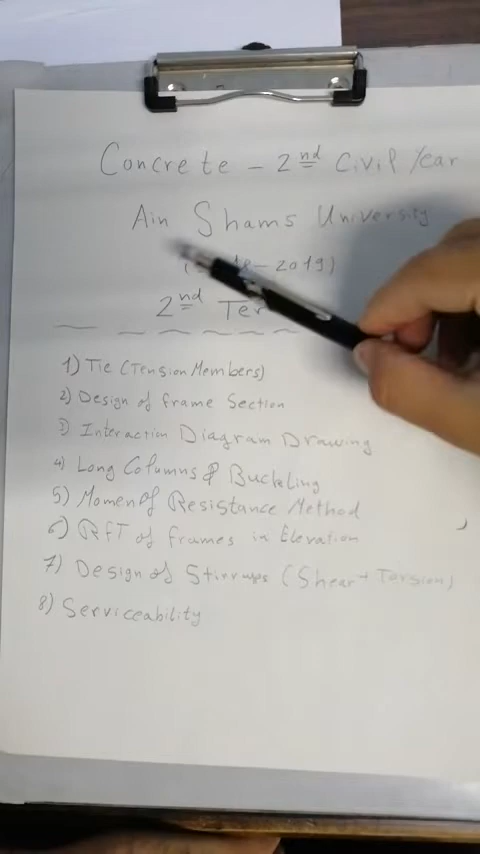 Concrete - 2nd Civil Year
Ain Shams University
- 2019)
2nd
1) Tie (Tension Members)
2) Design of frame Section
3) Interaction Diagram Drawing
4) Long Columns & Buckling
5) Moment of Resistance Method
6) RfT of frames in Elevation
7) Design of Stirrups (Shear + Torsion)
8) Serviceability